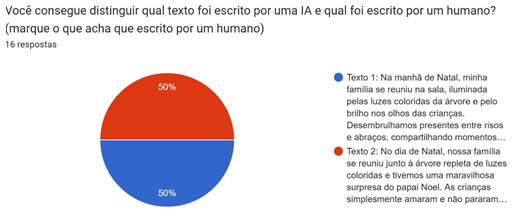 Você consegue distinguir qual texto foi escrito por uma IA e qual foi escrito por um humano?
(marque o que acha que escrito por um humano)
16 respostas
50%
50%
Texto 1: Na manhã de Natal, minha
família se reuniu na sala, iluminada
pelas luzes coloridas da árvore e pelo
brilho nos olhos das crianças.
Desembrulhamos presentes entre risos
e abraços, compartilhando momentos…
Texto 2: No dia de Natal, nossa família
se reuniu junto à árvore repleta de luzes
coloridas e tivemos uma maravilhosa
surpresa do papai Noel. As crianças
simplesmente amaram e não pararam…